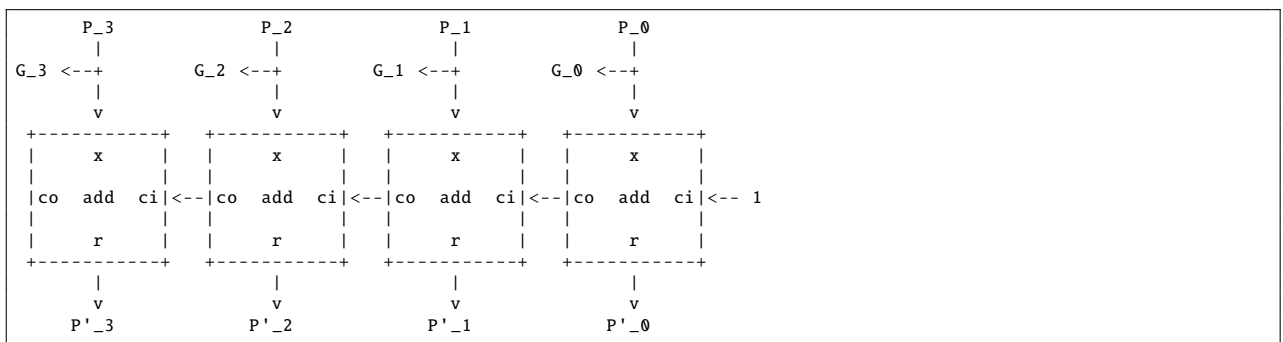 P_3 P_2 P_1 P_0
| | | |
G_3 <--+ G_2 <--+ G_1 <--+ G_0 <--+
| | | |
v v v v
+-----------+ +-----------+ +-----------+ +-----------+
| x | | x | | x | | x |
| | | | | | | |
|co add ci|<--|co add ci|<--|co add ci|<--|co add ci|<-- 1
| | | | | | | |
| r | | r | | r | | r |
+-----------+ +-----------+ +-----------+ +-----------+
| | | |
v v v v
P'_3 P'_2 P'_1 P'_0